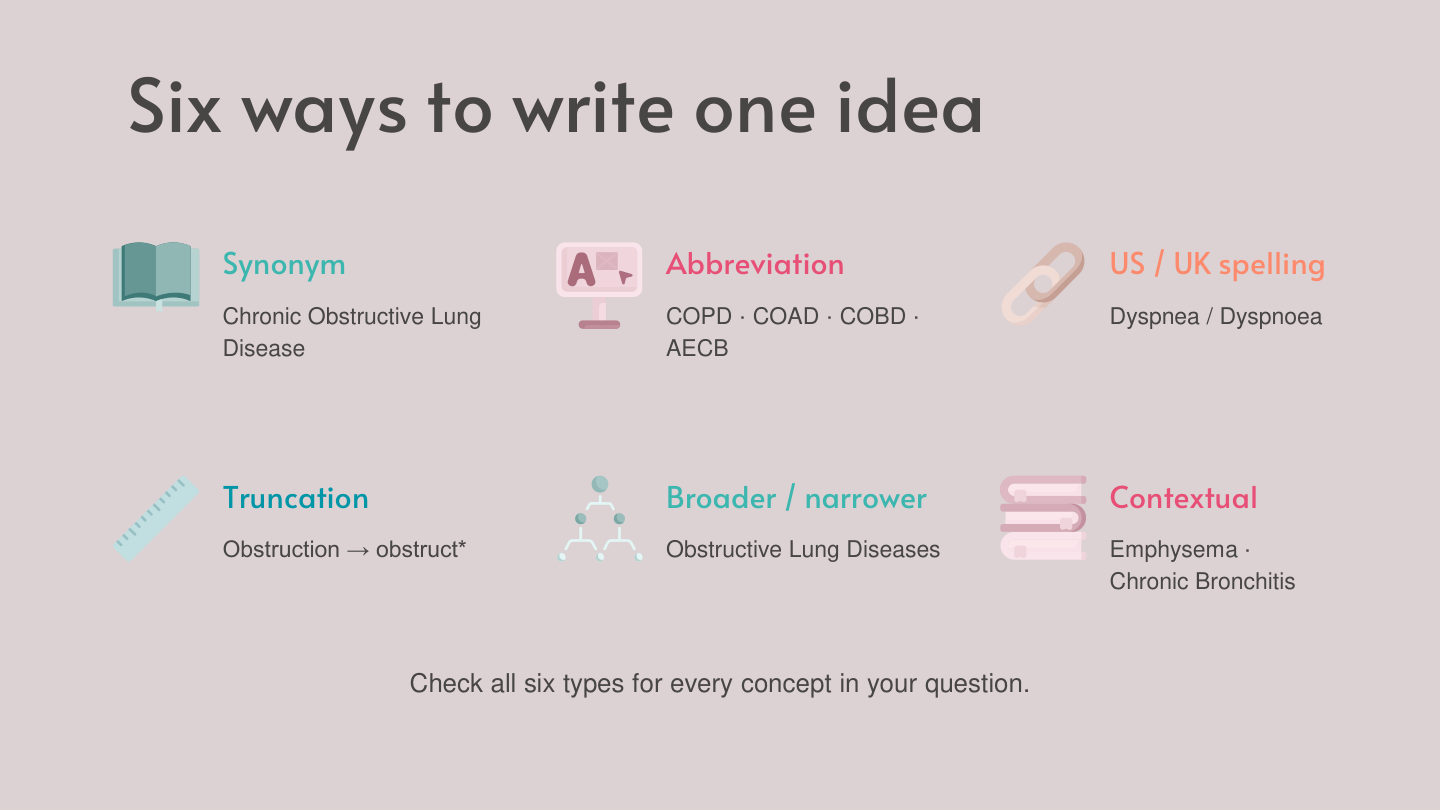 Six ways to write one idea
Synonym
Chronic Obstructive Lung
Disease
Abbreviation
COPD · COAD · COBD ·
AECB
US / UK spelling
Dyspnea / Dyspnoea
Truncation
Obstruction → obstruct*
Broader / narrower
Obstructive Lung Diseases
Contextual
Emphysema ·
Chronic Bronchitis
Check all six types for every concept in your question.
A